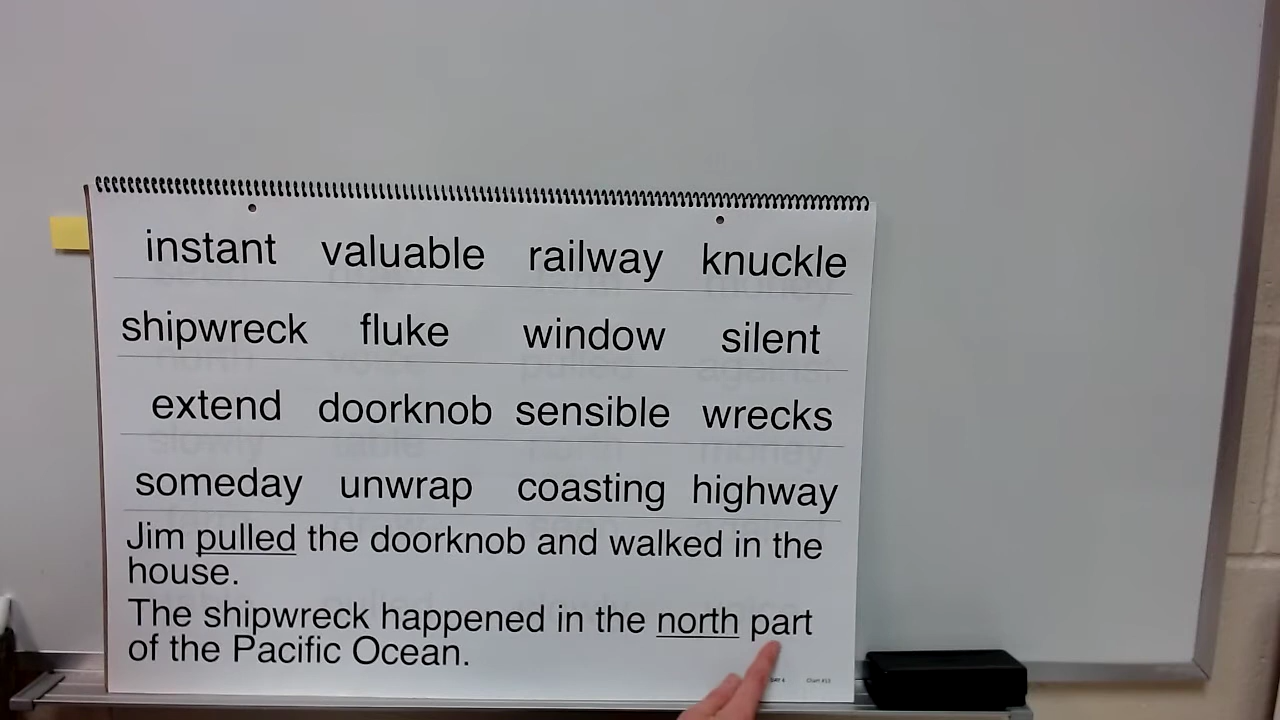 instant valuable railway knuckle
shipwreck fluke window silent
extend doorknob sensible wrecks
someday unwrap coasting highway
Jim pulled the doorknob and walked in the
house.
The shipwreck happened in the north part
of the Pacific Ocean.